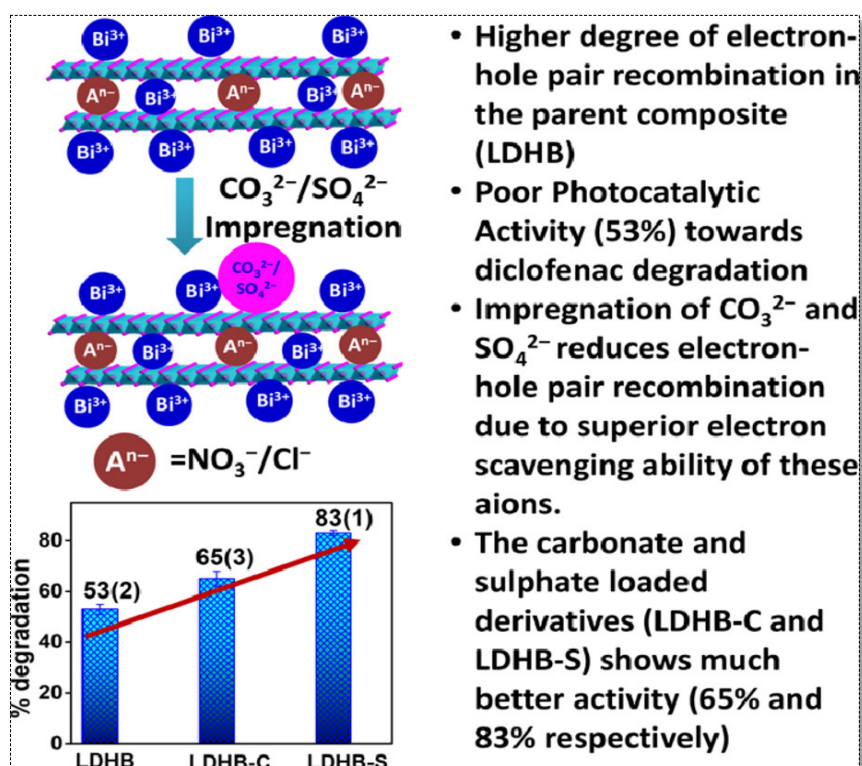 Bi³⁺ Bi³⁺ Bi³⁺
Aⁿ⁻ Bi³⁺ Aⁿ⁻ Bi³⁺ Aⁿ⁻
Bi³⁺ Bi³⁺ Bi³⁺ Bi³⁺
CO₃²⁻/SO₄²⁻
Impregnation
CO₃²⁻/
SO₄²⁻
Bi³⁺ Bi³⁺ Bi³⁺
Aⁿ⁻ Bi³⁺ Aⁿ⁻ Bi³⁺ Aⁿ⁻
Bi³⁺ Bi³⁺ Bi³⁺ Bi³⁺
Aⁿ⁻ =NO₃⁻/Cl⁻
% degradation
80
60
40
20
0
53(2)
65(3)
83(1)
LDHB LDHB-C LDHB-S
• Higher degree of electron-
hole pair recombination in
the parent composite
(LDHB)
• Poor Photocatalytic
Activity (53%) towards
diclofenac degradation
• Impregnation of CO₃²⁻ and
SO₄²⁻ reduces electron-
hole pair recombination
due to superior electron
scavenging ability of these
aions.
• The carbonate and
sulphate loaded
derivatives (LDHB-C and
LDHB-S) shows much
better activity (65% and
83% respectively)